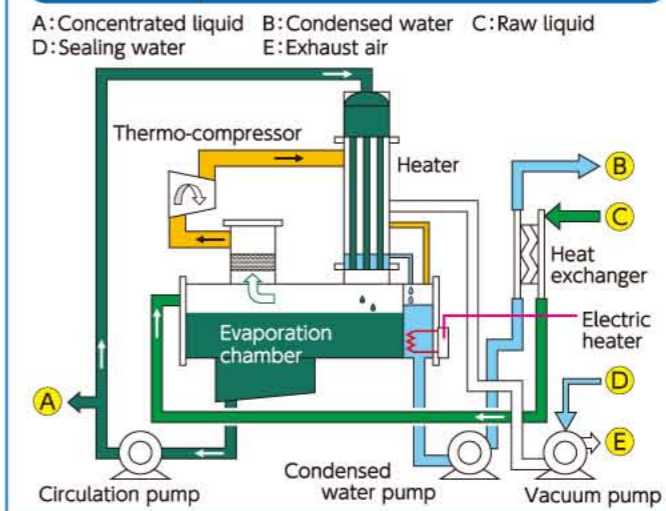 A:Concentrated liquid B:Condensed water C:Raw liquid
D:Sealing water E:Exhaust air
Thermo-compressor
Heater
B
C
Heat
exchanger
Electric
heater
Evaporation
chamber
A
D
E
Circulation pump
Condensed
water pump
Vacuum pump